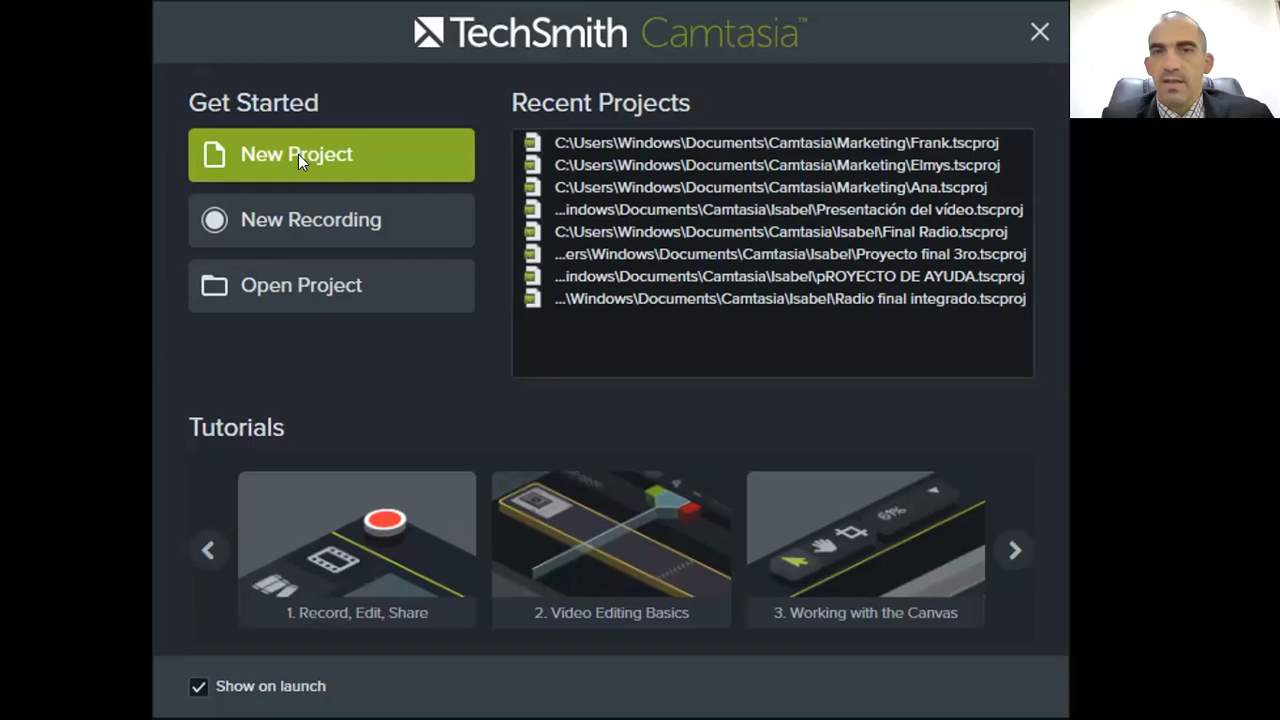 TechSmith Camtasia™
Get Started
New Project
New Recording
Open Project
Recent Projects
C:\Users\Windows\Documents\Camtasia\Marketing\Frank.tscproj
C:\Users\Windows\Documents\Camtasia\Marketing\Elmys.tscproj
C:\Users\Windows\Documents\Camtasia\Marketing\Ana.tscproj
...indows\Documents\Camtasia\Isabel\Presentación del vídeo.tscproj
C:\Users\Windows\Documents\Camtasia\Isabel\Final Radio.tscproj
...ers\Windows\Documents\Camtasia\Isabel\Proyecto final 3ro.tscproj
...indows\Documents\Camtasia\Isabel\pROYECTO DE AYUDA.tscproj
...\Windows\Documents\Camtasia\Isabel\Radio final integrado.tscproj
Tutorials
61%
1. Record, Edit, Share
2. Video Editing Basics
3. Working with the Canvas
Show on launch